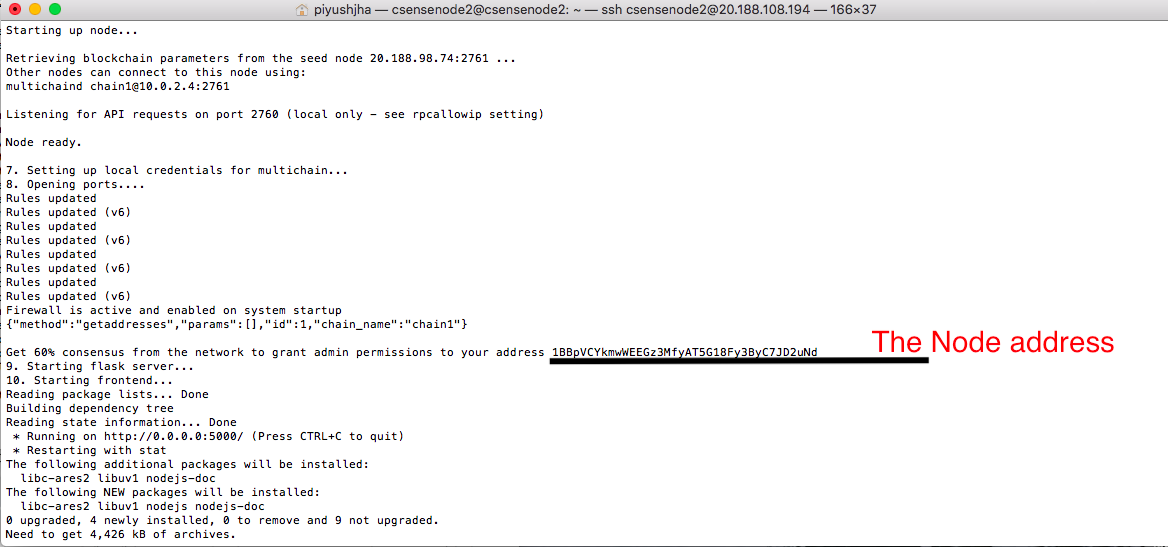 piyushjha — csensenode2@csensenode2: ~ — ssh csensenode2@20.188.108.194 — 166×37
Starting up node...
Retrieving blockchain parameters from the seed node 20.188.98.74:2761 ...
Other nodes can connect to this node using:
multichaind chain1@10.0.2.4:2761
Listening for API requests on port 2760 (local only - see rpcallowip setting)
Node ready.
7. Setting up local credentials for multichain...
8. Opening ports....
Rules updated
Rules updated (v6)
Rules updated
Rules updated (v6)
Rules updated
Rules updated (v6)
Rules updated
Rules updated (v6)
Firewall is active and enabled on system startup
{"method":"getaddresses","params":[],"id":1,"chain_name":"chain1"}
Get 60% consensus from the network to grant admin permissions to your address 1BBpVCYkmwWEEGz3MfyAT5G18Fy3ByC7JD2uNd
The Node address
9. Starting flask server...
10. Starting frontend...
Reading package lists... Done
Building dependency tree
Reading state information... Done
* Running on http://0.0.0.0:5000/ (Press CTRL+C to quit)
* Restarting with stat
The following additional packages will be installed:
libc-ares2 libuv1 nodejs-doc
The following NEW packages will be installed:
libc-ares2 libuv1 nodejs nodejs-doc
0 upgraded, 4 newly installed, 0 to remove and 9 not upgraded.
Need to get 4,426 kB of archives.